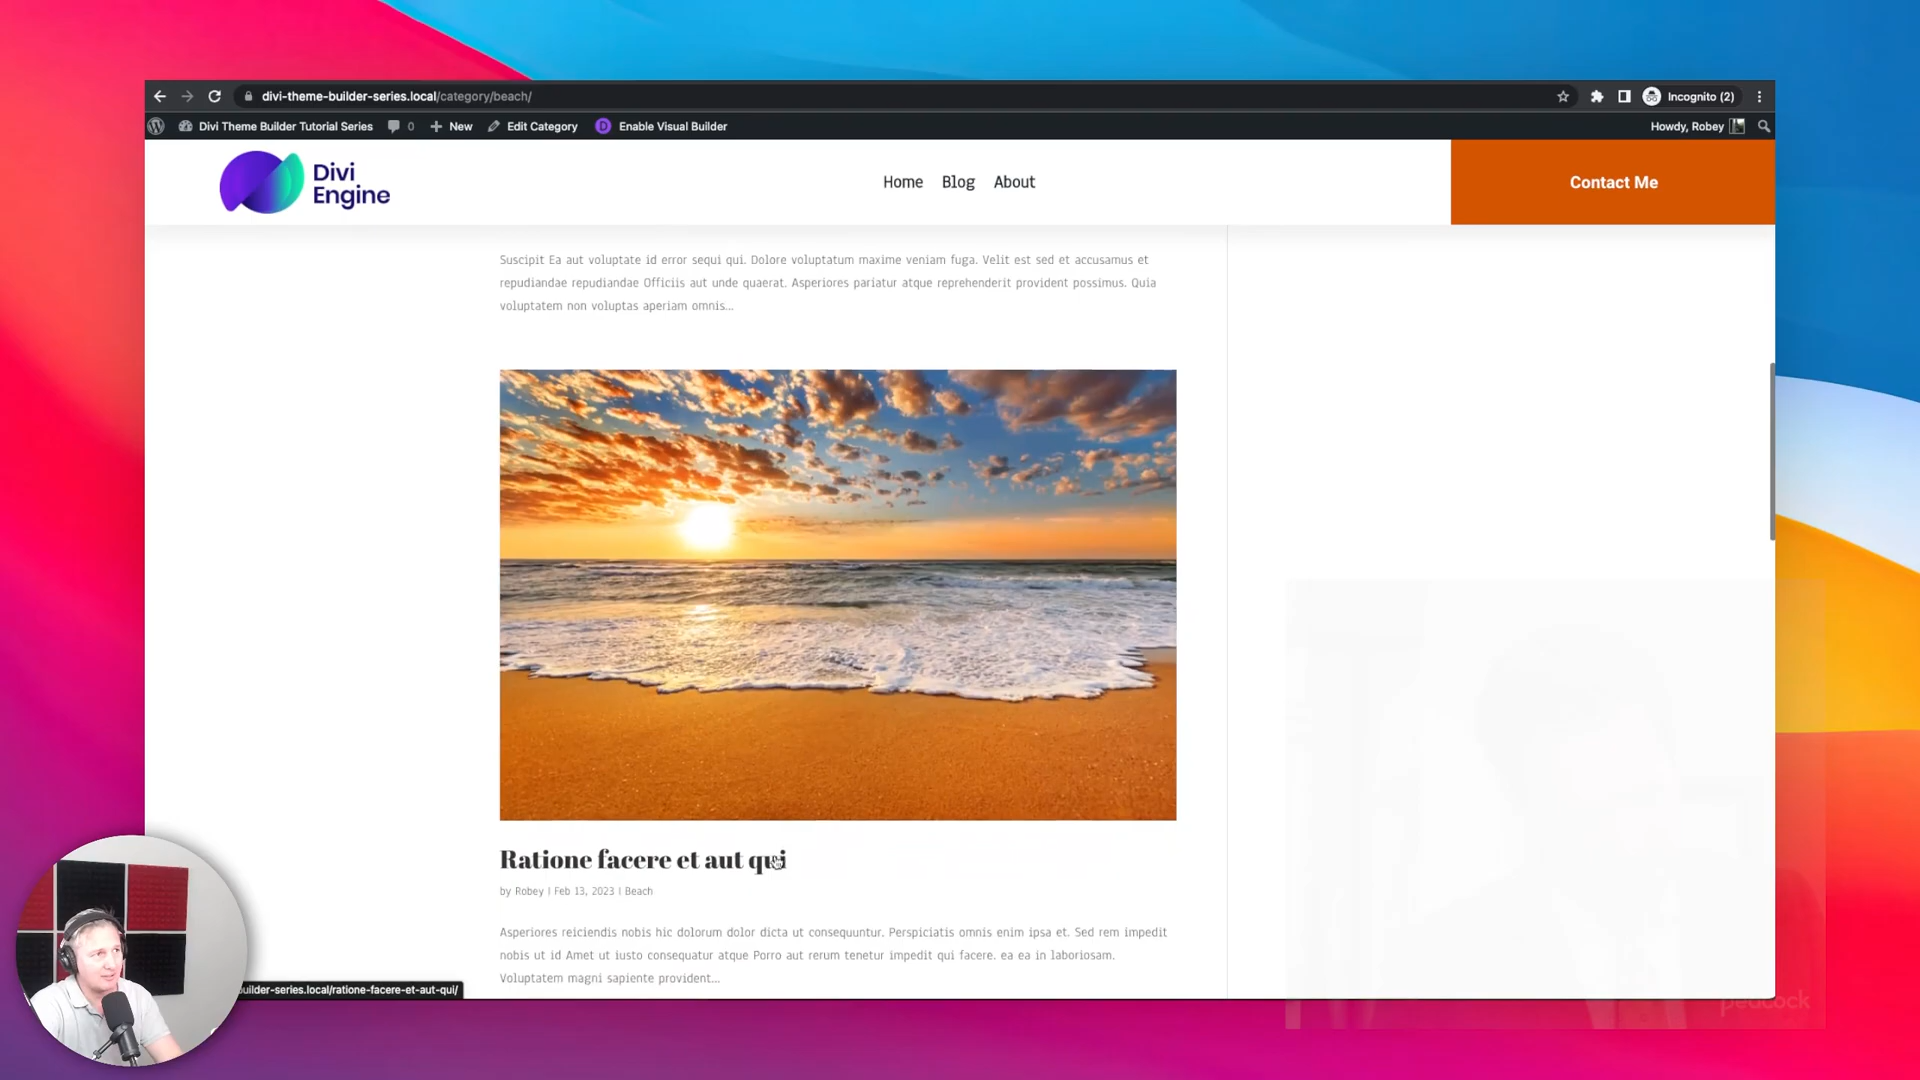 divi-theme-builder-series.local/category/beach/
Incognito (2)
Divi Theme Builder Tutorial Series
0
New
Edit Category
D
Enable Visual Builder
Howdy, Robey
Divi
Engine
Home
Blog
About
Contact Me
Suscipit Ea aut voluptate id error sequi qui. Dolore voluptatum maxime veniam fuga. Velit est sed et accusamus et
repudiandae repudiandae Officiis aut unde quaerat. Asperiores pariatur atque reprehenderit provident possimus. Quia
voluptatem non voluptas aperiam omnis...
Ratione facere et aut qui
by Robey | Feb 13, 2023 | Beach
Asperiores reiciendis nobis hic dolorum dolor dicta ut consequuntur. Perspiciatis omnis enim ipsa et. Sed rem impedit
nobis ut id Amet ut iusto consequatur atque Porro aut rerum tenetur impedit qui facere. ea ea in laboriosam.
Voluptatem magni sapiente provident...
builder-series.local/ratione-facere-et-aut-qui/
peacock